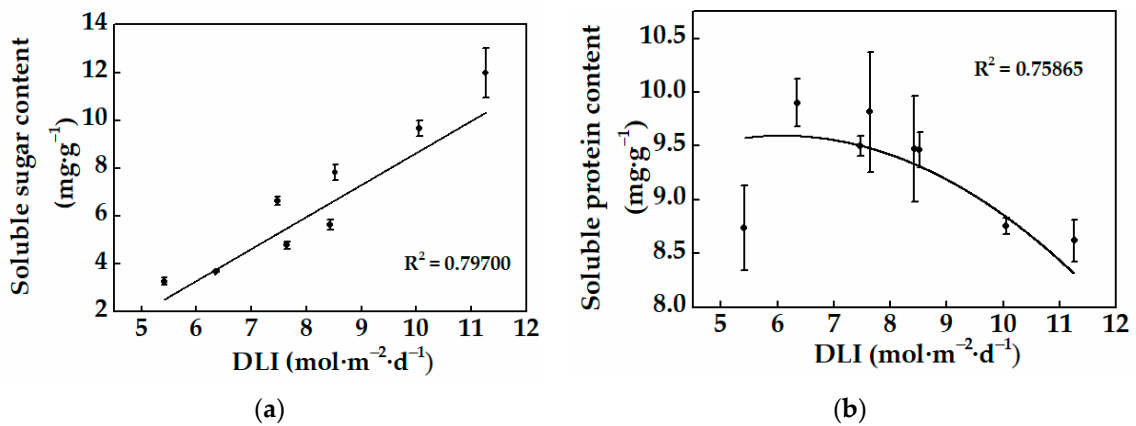 Soluble sugar content
(mg·g⁻¹)
14
12
10
8
6
4
2
R² = 0.79700
5 6 7 8 9 10 11 12
DLI (mol·m⁻²·d⁻¹)
(a)
Soluble protein content
(mg·g⁻¹)
10.5
10.0
9.5
9.0
8.5
8.0
R² = 0.75865
5 6 7 8 9 10 11 12
DLI (mol·m⁻²·d⁻¹)
(b)